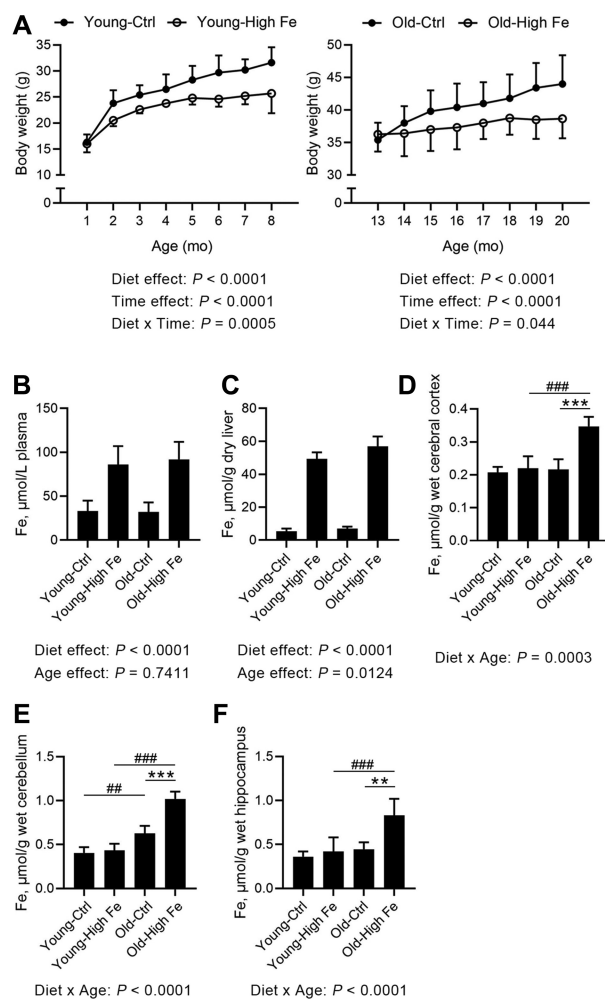 A
Young-Ctrl
Young-High Fe
Old-Ctrl
Old-High Fe
Body weight (g)
35
30
25
20
15
10
0
1 2 3 4 5 6 7 8
Age (mo)
Body weight (g)
50
45
40
35
30
0
13 14 15 16 17 18 19 20
Age (mo)
Diet effect: P < 0.0001
Time effect: P < 0.0001
Diet x Time: P = 0.0005
Diet effect: P < 0.0001
Time effect: P < 0.0001
Diet x Time: P = 0.044
B
Fe, µmol/L plasma
150
100
50
0
Young-Ctrl
Young-High Fe
Old-Ctrl
Old-High Fe
Diet effect: P < 0.0001
Age effect: P = 0.7411
C
Fe, µmol/g dry liver
80
60
40
20
0
Young-Ctrl
Young-High Fe
Old-Ctrl
Old-High Fe
Diet effect: P < 0.0001
Age effect: P = 0.0124
D
Fe, µmol/g wet cerebral cortex
0.4
0.3
0.2
0.1
0.0
###
***
Young-Ctrl
Young-High Fe
Old-Ctrl
Old-High Fe
Diet x Age: P = 0.0003
E
Fe, µmol/g wet cerebellum
1.5
1.0
0.5
0.0
###
***
##
Young-Ctrl
Young-High Fe
Old-Ctrl
Old-High Fe
Diet x Age: P < 0.0001
F
Fe, µmol/g wet hippocampus
1.5
1.0
0.5
0.0
###
**
Young-Ctrl
Young-High Fe
Old-Ctrl
Old-High Fe
Diet x Age: P < 0.0001